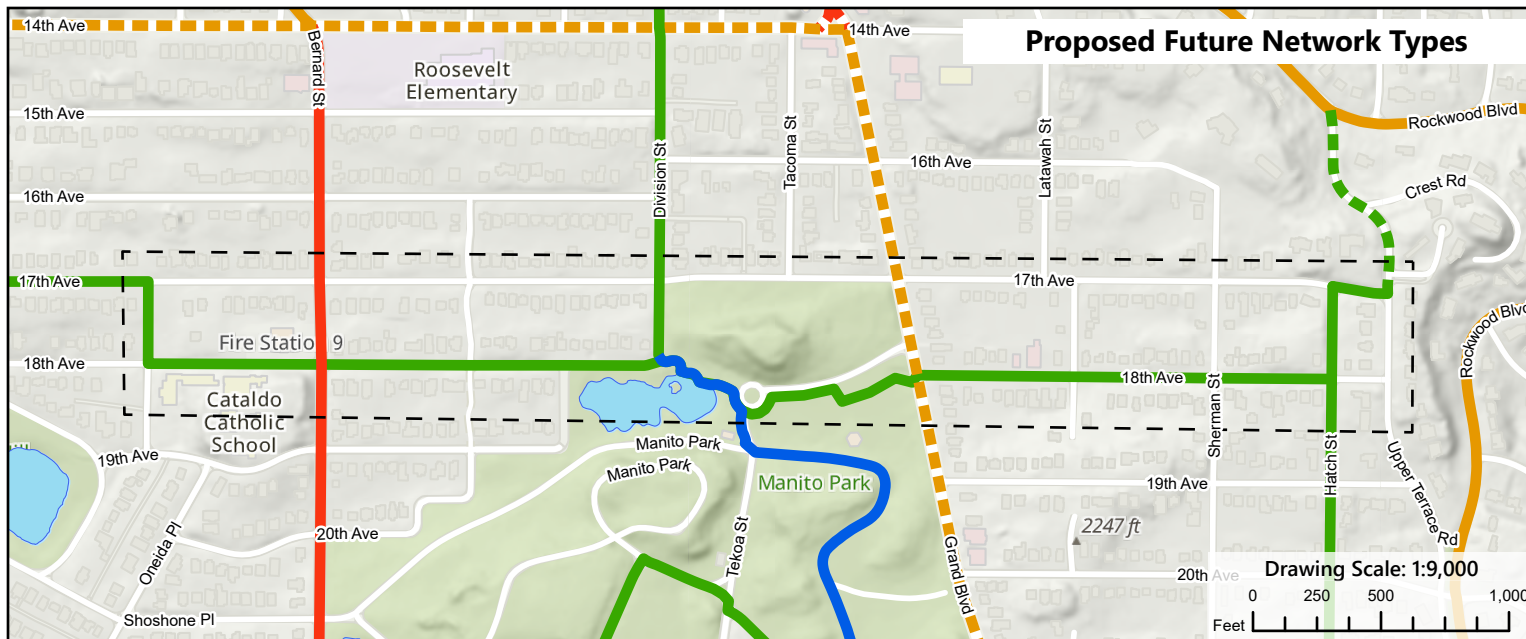 14th Ave
14th Ave
Proposed Future Network Types
Bernard St
Roosevelt
Elementary
15th Ave
Rockwood Blvd
Division St
Tacoma St
Latawah St
16th Ave
Crest Rd
16th Ave
17th Ave
17th Ave
Rockwood Blvd
Fire Station 9
18th Ave
18th Ave
Sherman St
Cataldo
Catholic
School
Manito Park
Manito Park
19th Ave
Hatch St
Upper Terrace Rd
Manito Park
19th Ave
Oneida Pl
20th Ave
Tekoa St
Grand Blvd
2247 ft
20th Ave
Drawing Scale: 1:9,000
0 250 500 1,000
Feet
Shoshone Pl